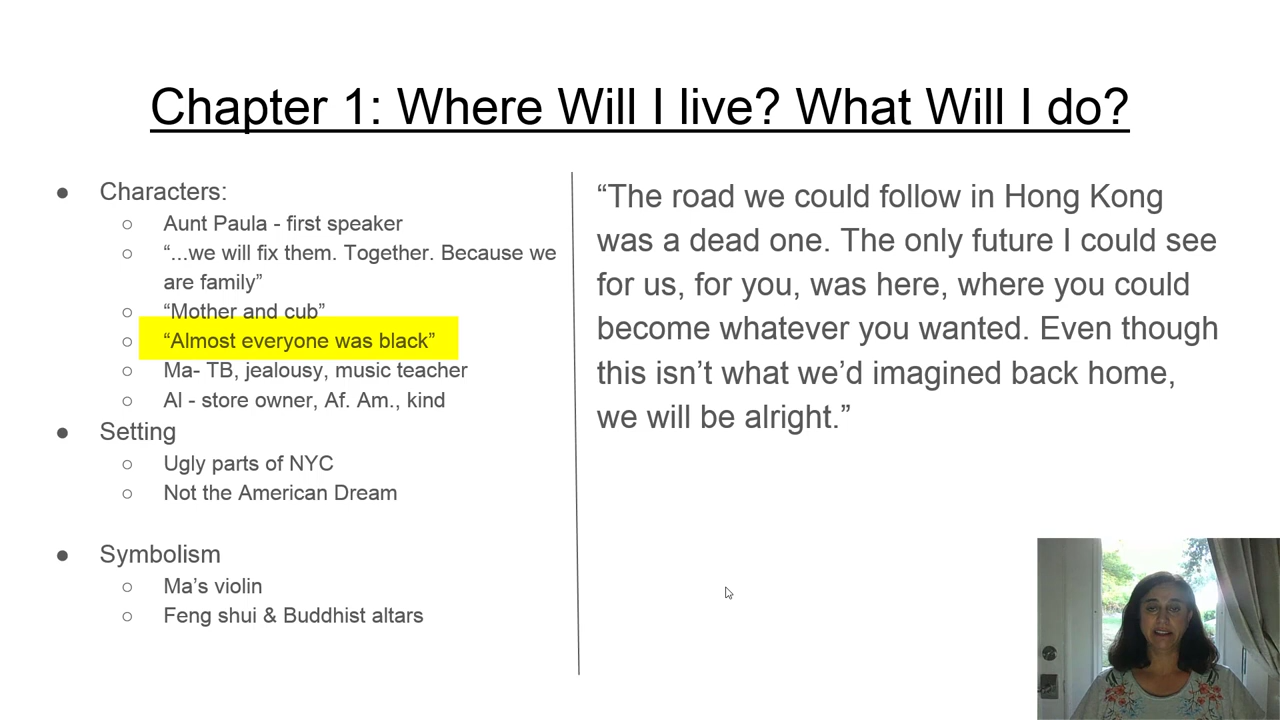 Chapter 1: Where Will I live? What Will I do?
● Characters:
○ Aunt Paula - first speaker
○ “...we will fix them. Together. Because we
are family”
○ “Mother and cub”
○ “Almost everyone was black”
○ Ma- TB, jealousy, music teacher
○ Al - store owner, Af. Am., kind
● Setting
○ Ugly parts of NYC
○ Not the American Dream
● Symbolism
○ Ma’s violin
○ Feng shui & Buddhist altars
“The road we could follow in Hong Kong
was a dead one. The only future I could see
for us, for you, was here, where you could
become whatever you wanted. Even though
this isn’t what we’d imagined back home,
we will be alright.”